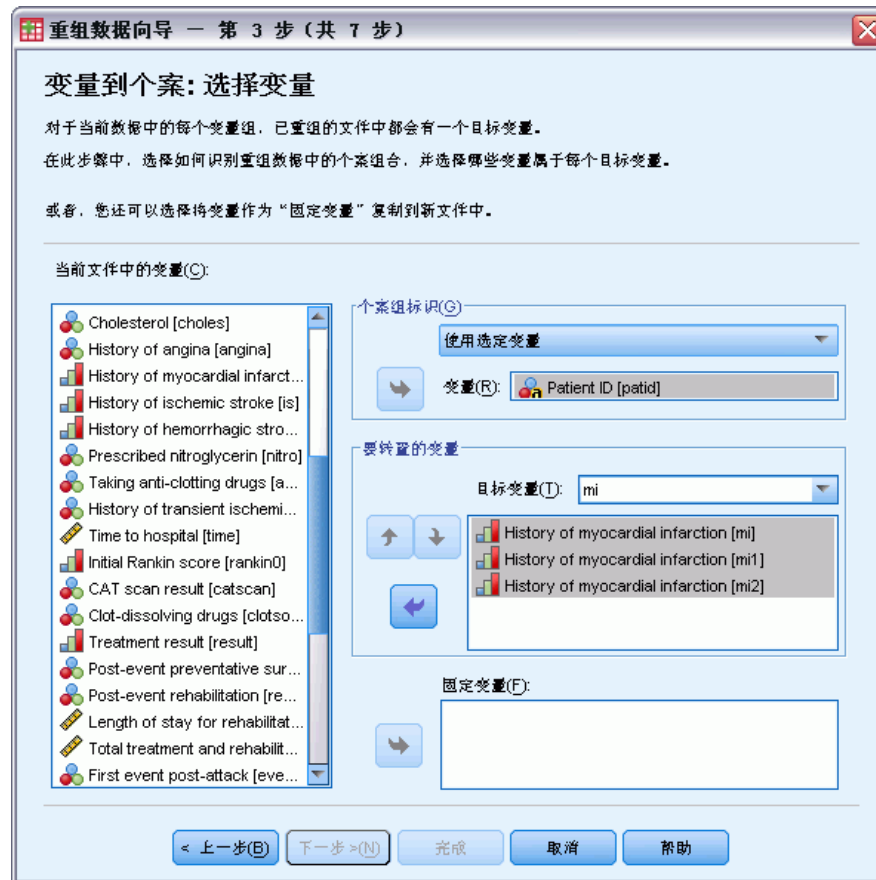 重组数据向导 － 第 3 步（共 7 步）
变量到个案: 选择变量
对于当前数据中的每个变量组，已重组的文件中都会有一个目标变量。
在此步骤中，选择如何识别重组数据中的个案组合，并选择哪些变量属于每个目标变量。
或者，您还可以选择将变量作为“固定变量”复制到新文件中。
当前文件中的变量(C):
Cholesterol [choles]
History of angina [angina]
History of myocardial infarct...
History of ischemic stroke [is]
History of hemorrhagic stro...
Prescribed nitroglycerin [nitro]
Taking anti-clotting drugs [a...
History of transient ischemi...
Time to hospital [time]
Initial Rankin score [rankin0]
CAT scan result [catscan]
Clot-dissolving drugs [clotso...
Treatment result [result]
Post-event preventative sur...
Post-event rehabilitation [re...
Length of stay for rehabilitat...
Total treatment and rehabilit...
First event post-attack [eve...
个案组标识(G)
使用选定变量
变量(R): Patient ID [patid]
要转置的变量
目标变量(T): mi
History of myocardial infarction [mi]
History of myocardial infarction [mi1]
History of myocardial infarction [mi2]
固定变量(F):
< 上一步(B) 下一步 >(N) 完成 取消 帮助